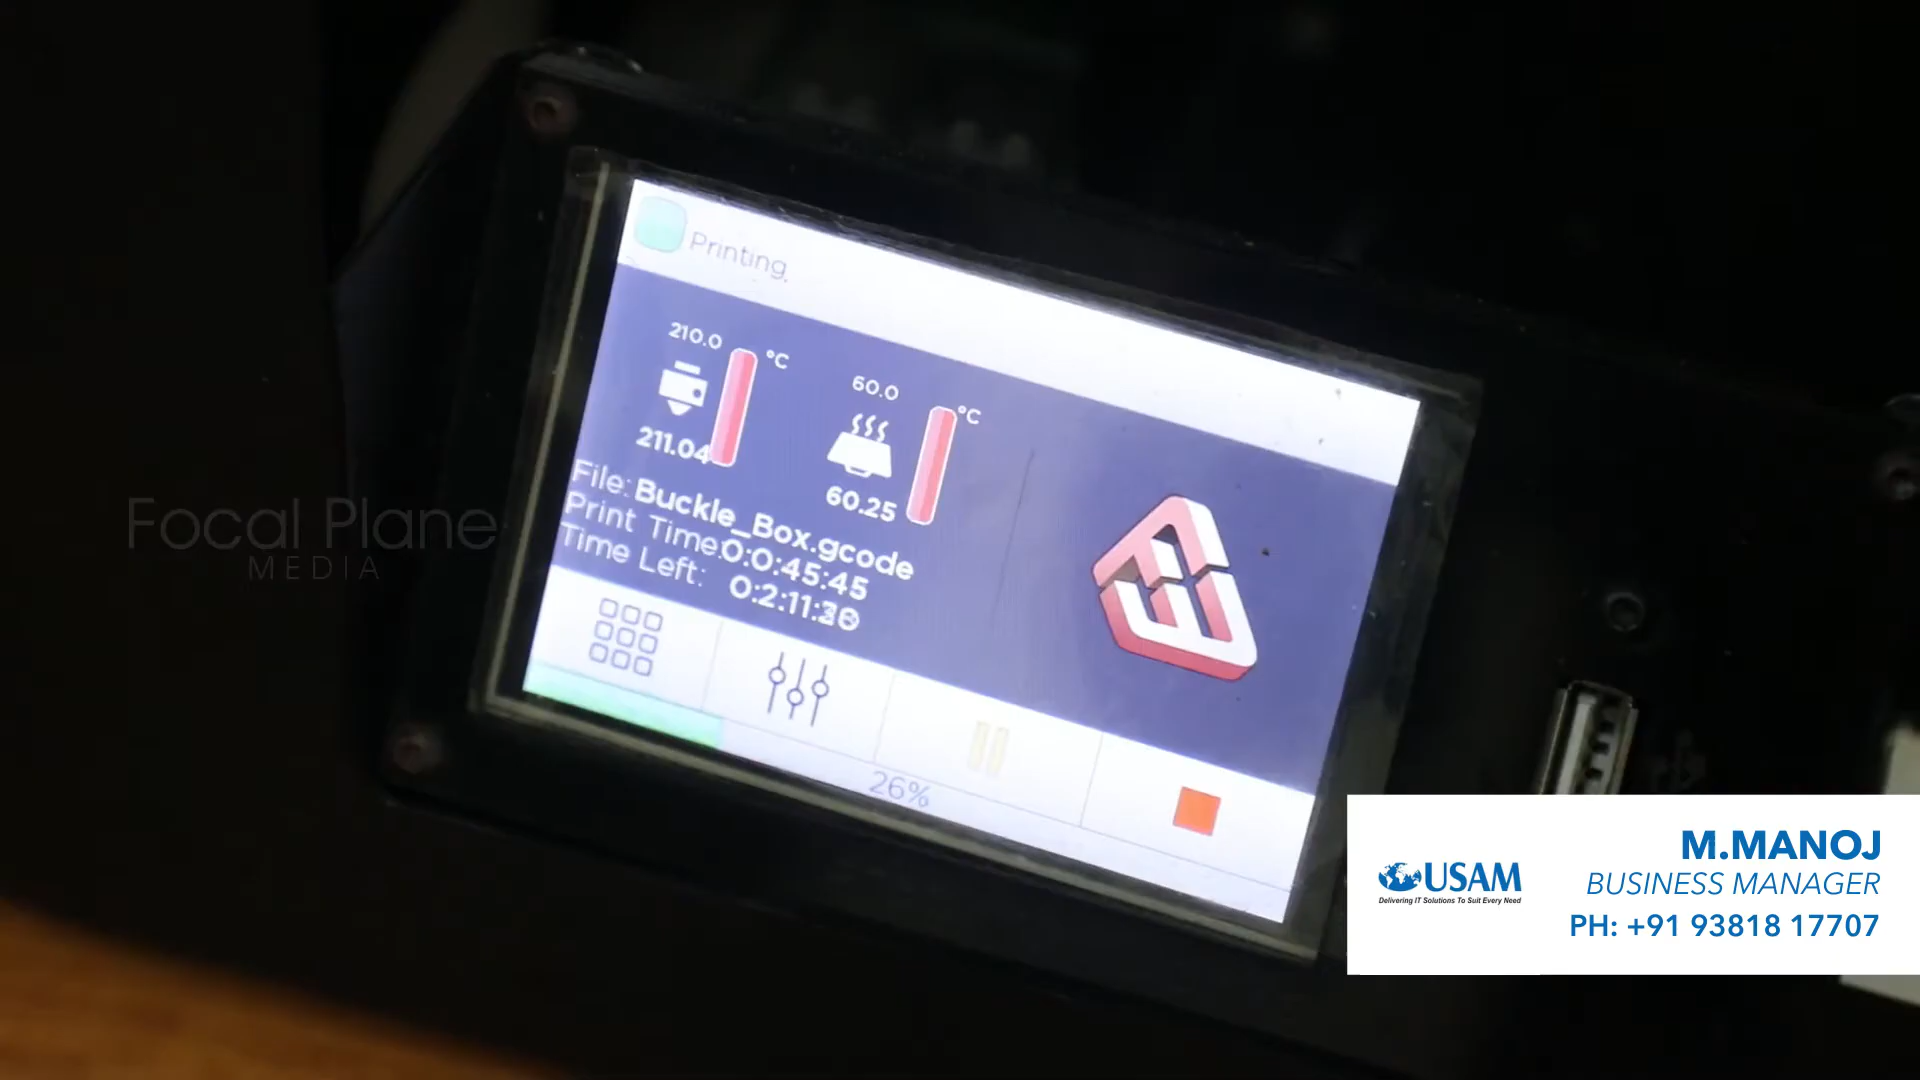 Printing
210.0 °C
60.0 °C
211.04
60.25
File: Buckle_Box.gcode
Print Time: 0:0:45:45
Time Left: 0:2:11:
26%
Focal Plane
MEDIA
USAM
Delivering IT Solutions To Suit Every Need
M.MANOJ
BUSINESS MANAGER
PH: +91 93818 17707